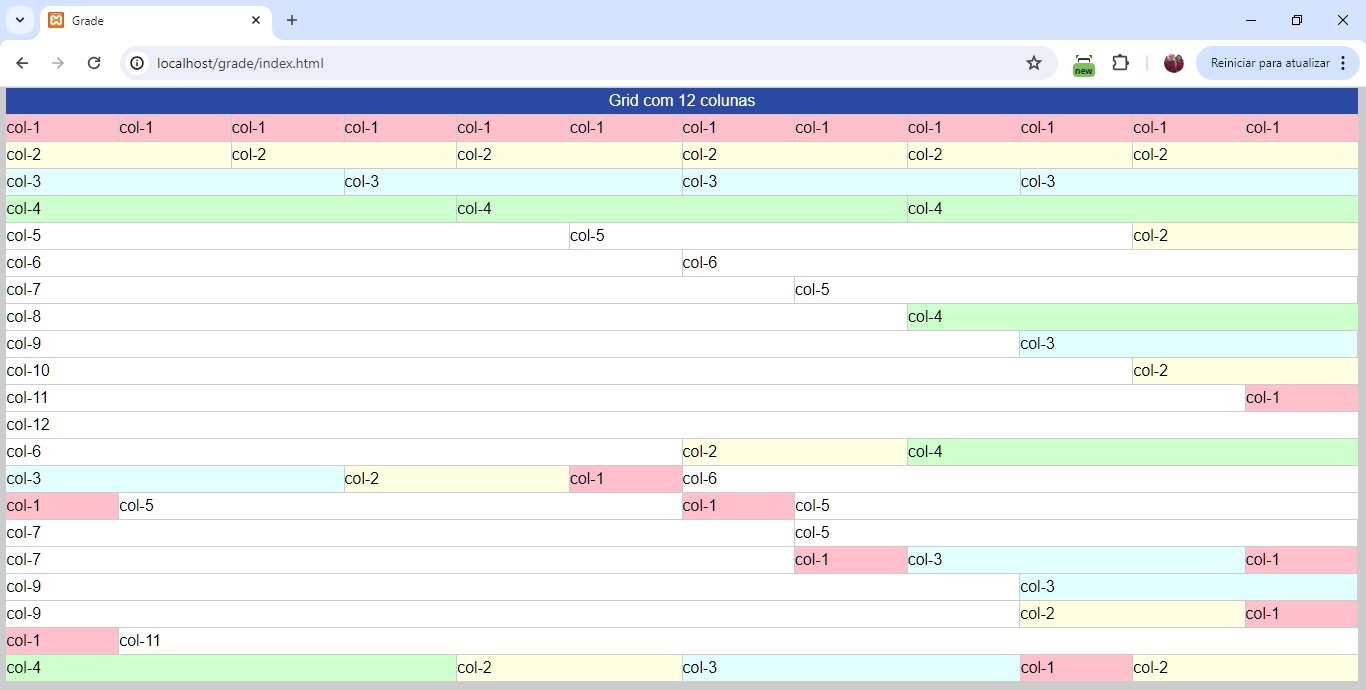 Grade
localhost/grade/index.html
new
Reiniciar para atualizar
Grid com 12 colunas
col-1 col-1 col-1 col-1 col-1 col-1 col-1 col-1 col-1 col-1 col-1 col-1
col-2 col-2 col-2 col-2 col-2 col-2
col-3 col-3 col-3 col-3
col-4 col-4 col-4
col-5 col-5 col-2
col-6 col-6
col-7 col-5
col-8 col-4
col-9 col-3
col-10 col-2
col-11 col-1
col-12
col-6 col-2 col-4
col-3 col-2 col-1 col-6
col-1 col-5 col-1 col-5
col-7 col-5
col-7 col-1 col-3 col-1
col-9 col-3
col-9 col-2 col-1
col-1 col-11
col-4 col-2 col-3 col-1 col-2